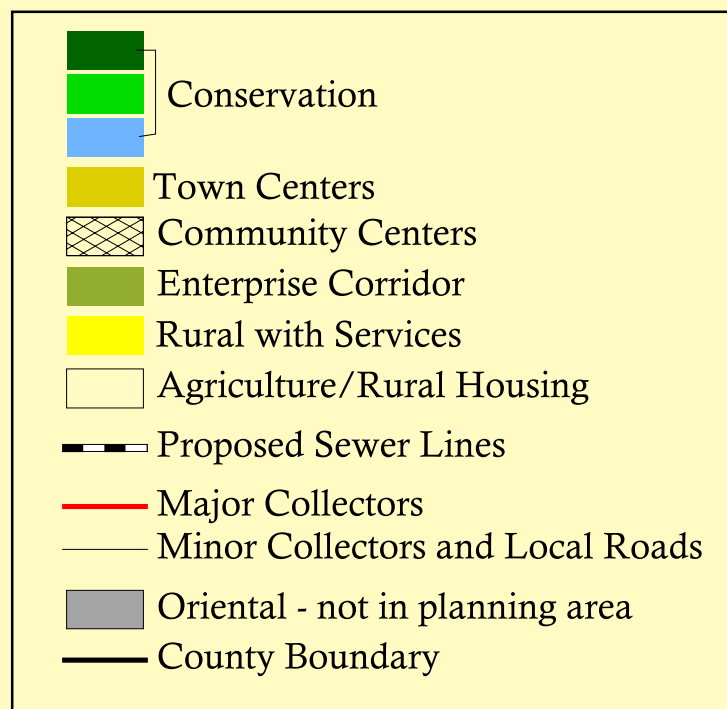 Conservation
Town Centers
Community Centers
Enterprise Corridor
Rural with Services
Agriculture/Rural Housing
Proposed Sewer Lines
Major Collectors
Minor Collectors and Local Roads
Oriental - not in planning area
County Boundary